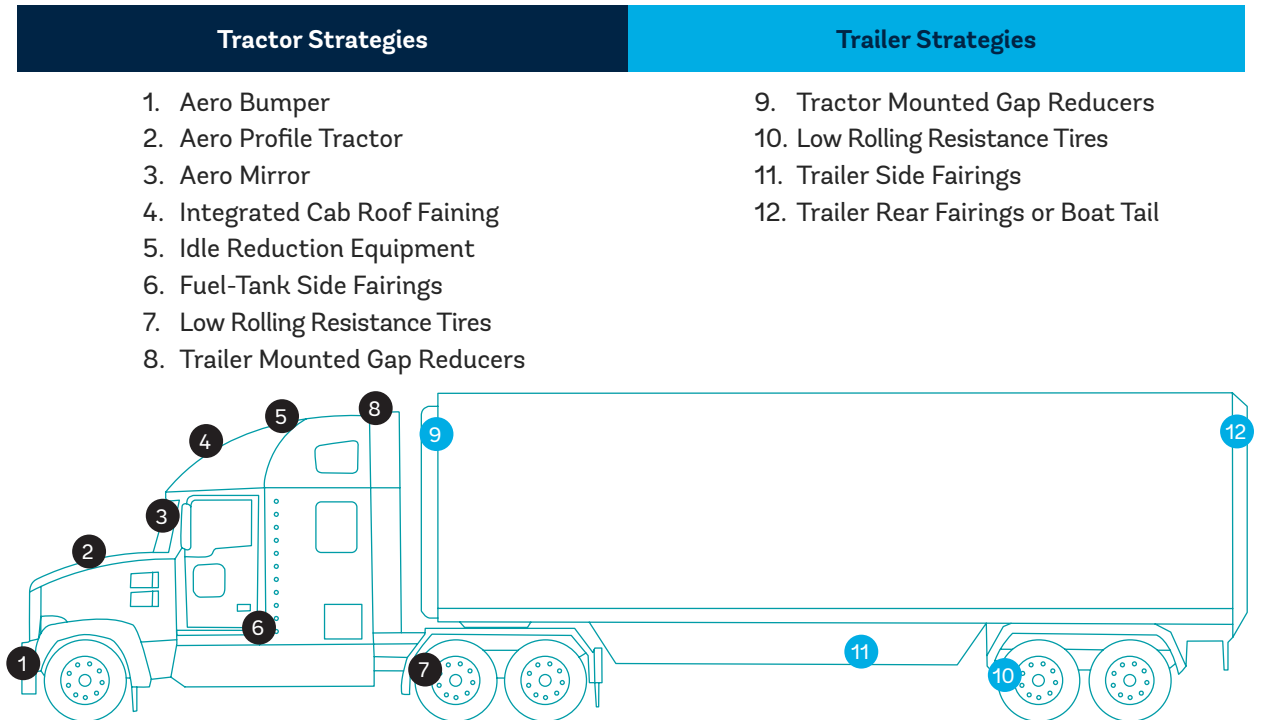 Tractor Strategies
1. Aero Bumper
2. Aero Profile Tractor
3. Aero Mirror
4. Integrated Cab Roof Faining
5. Idle Reduction Equipment
6. Fuel-Tank Side Fairings
7. Low Rolling Resistance Tires
8. Trailer Mounted Gap Reducers
Trailer Strategies
9. Tractor Mounted Gap Reducers
10. Low Rolling Resistance Tires
11. Trailer Side Fairings
12. Trailer Rear Fairings or Boat Tail
8
5
9
12
4
3
2
6
11
1
7
10